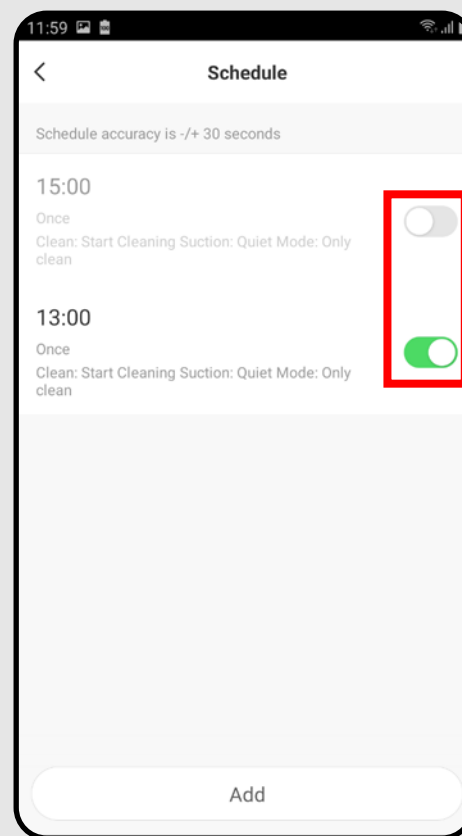 11:59
Schedule
Schedule accuracy is -/+ 30 seconds
15:00
Once
Clean: Start Cleaning Suction: Quiet Mode: Only
clean
13:00
Once
Clean: Start Cleaning Suction: Quiet Mode: Only
clean
Add